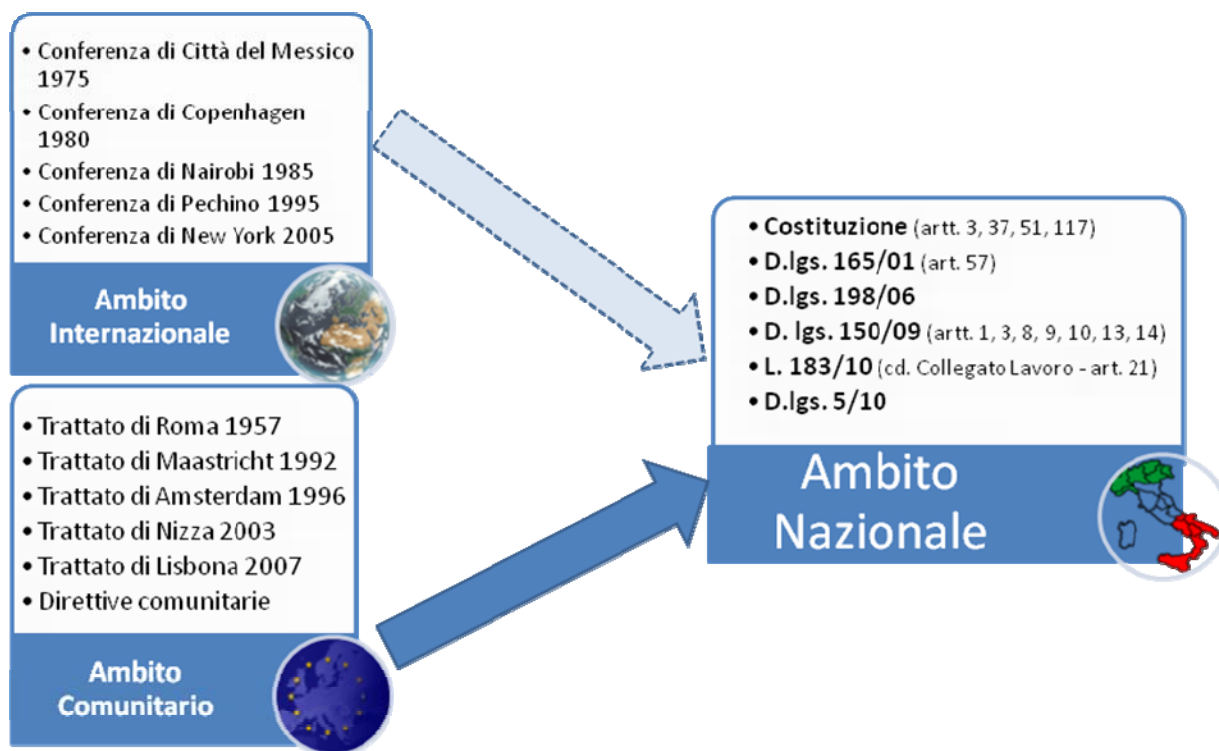 • Conferenza di Città del Messico
1975
• Conferenza di Copenhagen
1980
• Conferenza di Nairobi 1985
• Conferenza di Pechino 1995
• Conferenza di New York 2005
Ambito
Internazionale
• Trattato di Roma 1957
• Trattato di Maastricht 1992
• Trattato di Amsterdam 1996
• Trattato di Nizza 2003
• Trattato di Lisbona 2007
• Direttive comunitarie
Ambito
Comunitario
• Costituzione (artt. 3, 37, 51, 117)
• D.lgs. 165/01 (art. 57)
• D.lgs. 198/06
• D. lgs. 150/09 (artt. 1, 3, 8, 9, 10, 13, 14)
• L. 183/10 (cd. Collegato Lavoro - art. 21)
• D.lgs. 5/10
Ambito
Nazionale